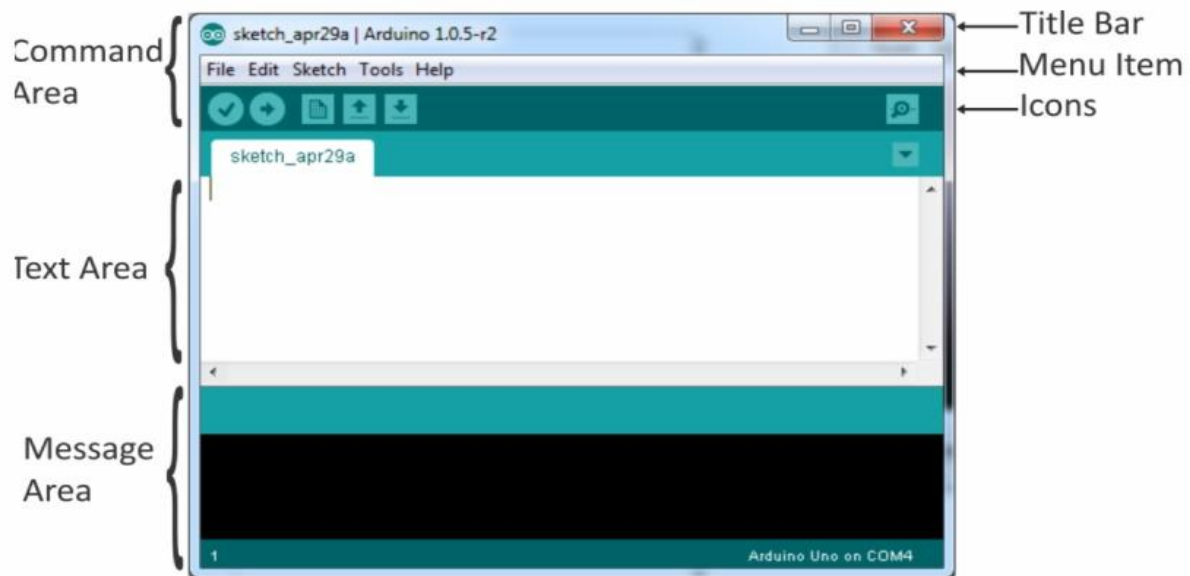 Command
Area
sketch_apr29a | Arduino 1.0.5-r2
Title Bar
File Edit Sketch Tools Help
Menu Item
Icons
sketch_apr29a
Text Area
Message
Area
1
Arduino Uno on COM4